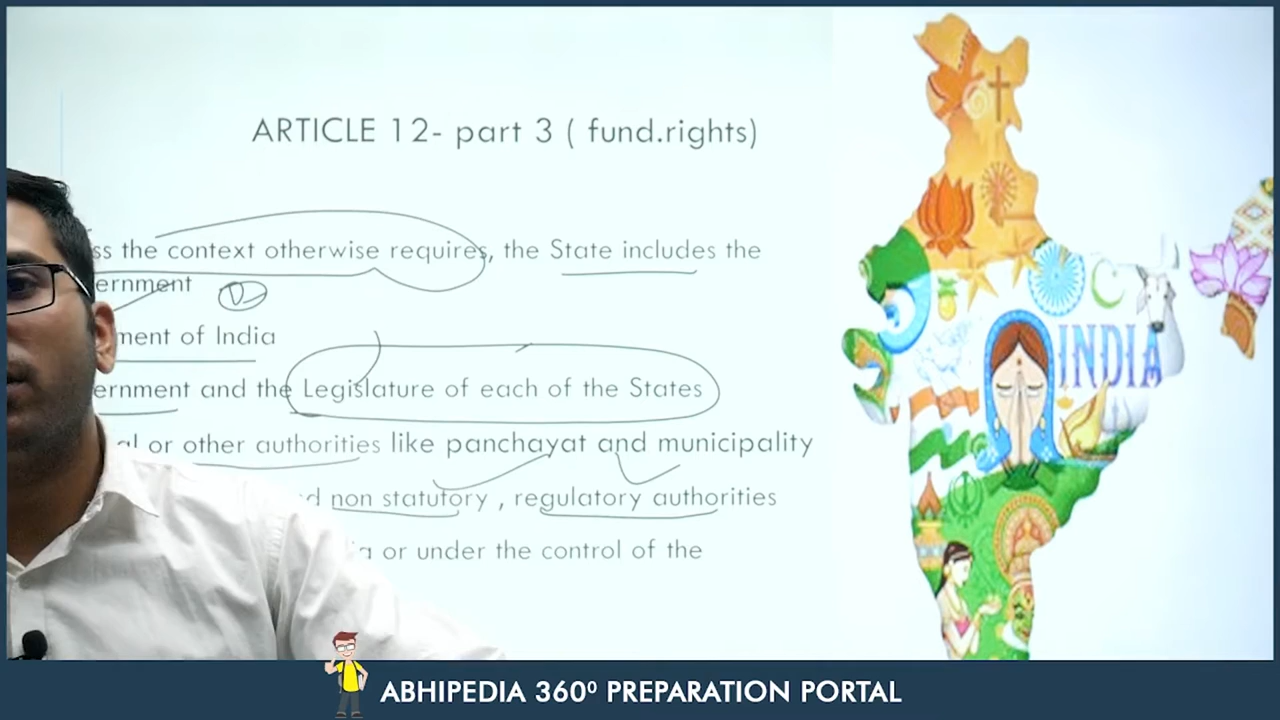 ARTICLE 12- part 3 ( fund.rights)
ss the context otherwise requires, the State includes the
ernment
ment of India
ernment and the Legislature of each of the States
al or other authorities like panchayat and municipality
d non statutory , regulatory authorities
a or under the control of the
INDIA
ABHIPEDIA 360⁰ PREPARATION PORTAL